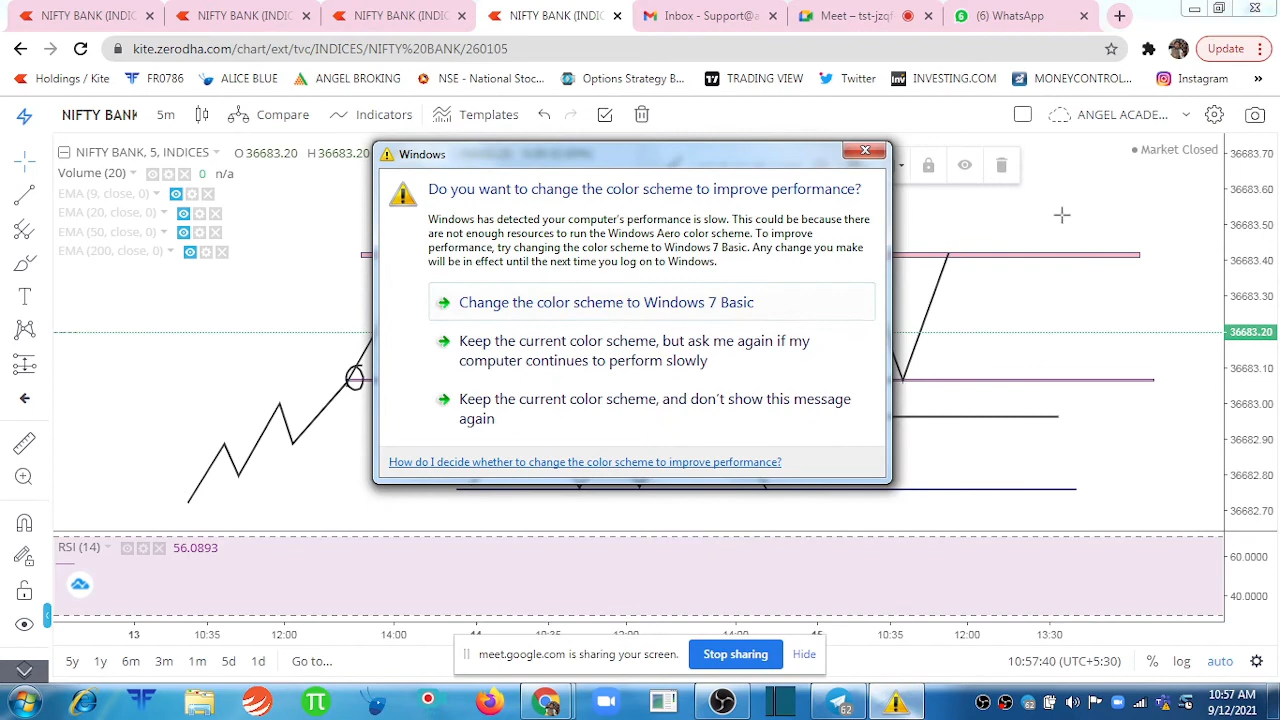 NIFTY BANK (INDIC
NIFTY BANK (INDIC
NIFTY BANK (INDIC
NIFTY BANK (INDIC
Inbox - Support@a
Meet – tst-jzqf
(6) WhatsApp
kite.zerodha.com/chart/ext/tvc/INDICES/NIFTY%20BANK/260105
Update
Holdings / Kite
FR0786
ALICE BLUE
ANGEL BROKING
NSE - National Stoc...
Options Strategy B...
TRADING VIEW
Twitter
INVESTING.COM
MONEYCONTROL...
Instagram
»
NIFTY BANK
5m
Compare
Indicators
Templates
ANGEL ACADE...
NIFTY BANK, 5, INDICES
O 36683.20 H 36683.20
Market Closed
Volume (20) 0 n/a
EMA (9, close, 0)
EMA (20, close, 0)
EMA (50, close, 0)
EMA (200, close, 0)
Windows
Do you want to change the color scheme to improve performance?
Windows has detected your computer's performance is slow. This could be because there
are not enough resources to run the Windows Aero color scheme. To improve
performance, try changing the color scheme to Windows 7 Basic. Any change you make
will be in effect until the next time you log on to Windows.
Change the color scheme to Windows 7 Basic
Keep the current color scheme, but ask me again if my
computer continues to perform slowly
Keep the current color scheme, and don't show this message
again
How do I decide whether to change the color scheme to improve performance?
36683.70
36683.60
36683.50
36683.40
36683.30
36683.20
36683.10
36683.00
36682.90
36682.80
36682.70
RSI (14) 56.0893
60.0000
40.0000
13
10:35
12:00
14:00
10:35
12:00
13:30
meet.google.com is sharing your screen.
Stop sharing
Hide
5y
1y
6m
3m
1m
5d
1d
Go to...
10:57:40 (UTC+5:30)
%
log
auto
62
10:57 AM
9/12/2021